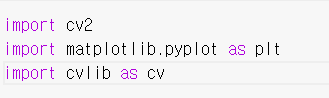 import cv2
import matplotlib.pyplot as plt
import cvlib as cv